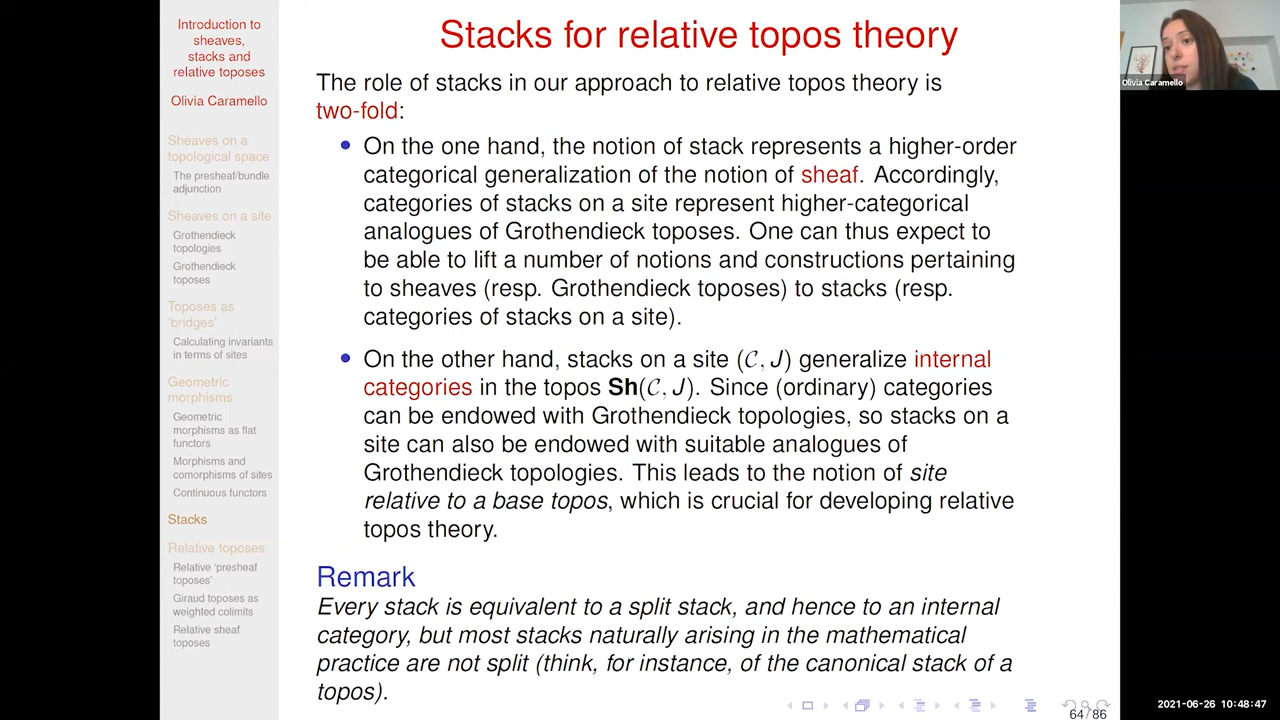 Introduction to
sheaves,
stacks and
relative toposes
Olivia Caramello
Sheaves on a
topological space
The presheaf/bundle
adjunction
Sheaves on a site
Grothendieck
topologies
Grothendieck
toposes
Toposes as
'bridges'
Calculating invariants
in terms of sites
Geometric
morphisms
Geometric
morphisms as flat
functors
Morphisms and
comorphisms of sites
Continuous functors
Stacks
Relative toposes
Relative 'presheaf
toposes'
Giraud toposes as
weighted colimits
Relative sheaf
toposes
Stacks for relative topos theory
The role of stacks in our approach to relative topos theory is
two-fold:
• On the one hand, the notion of stack represents a higher-order
categorical generalization of the notion of sheaf. Accordingly,
categories of stacks on a site represent higher-categorical
analogues of Grothendieck toposes. One can thus expect to
be able to lift a number of notions and constructions pertaining
to sheaves (resp. Grothendieck toposes) to stacks (resp.
categories of stacks on a site).
• On the other hand, stacks on a site (𝒞, J) generalize internal
categories in the topos Sh(𝒞, J). Since (ordinary) categories
can be endowed with Grothendieck topologies, so stacks on a
site can also be endowed with suitable analogues of
Grothendieck topologies. This leads to the notion of site
relative to a base topos, which is crucial for developing relative
topos theory.
Remark
Every stack is equivalent to a split stack, and hence to an internal
category, but most stacks naturally arising in the mathematical
practice are not split (think, for instance, of the canonical stack of a
topos).
64/86
Olivia Caramello
2021-06-26 10:48:47